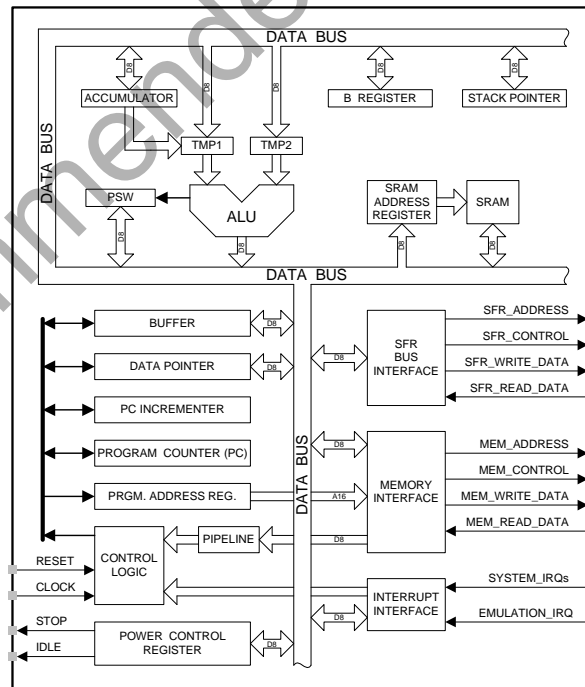 DATA BUS
D8
D8
D8
D8
D8
ACCUMULATOR
B REGISTER
STACK POINTER
DATA BUS
TMP1
TMP2
PSW
ALU
SRAM
ADDRESS
REGISTER
SRAM
D8
D8
D8
D8
DATA BUS
BUFFER
D8
DATA POINTER
D8
PC INCREMENTER
PROGRAM COUNTER (PC)
PRGM. ADDRESS REG.
A16
DATA BUS
D8
SFR
BUS
INTERFACE
SFR_ADDRESS
SFR_CONTROL
SFR_WRITE_DATA
SFR_READ_DATA
D8
MEMORY
INTERFACE
MEM_ADDRESS
MEM_CONTROL
MEM_WRITE_DATA
MEM_READ_DATA
RESET
CLOCK
CONTROL
LOGIC
PIPELINE
D8
INTERRUPT
INTERFACE
SYSTEM_IRQs
EMULATION_IRQ
D8
STOP
IDLE
POWER CONTROL
REGISTER
D8